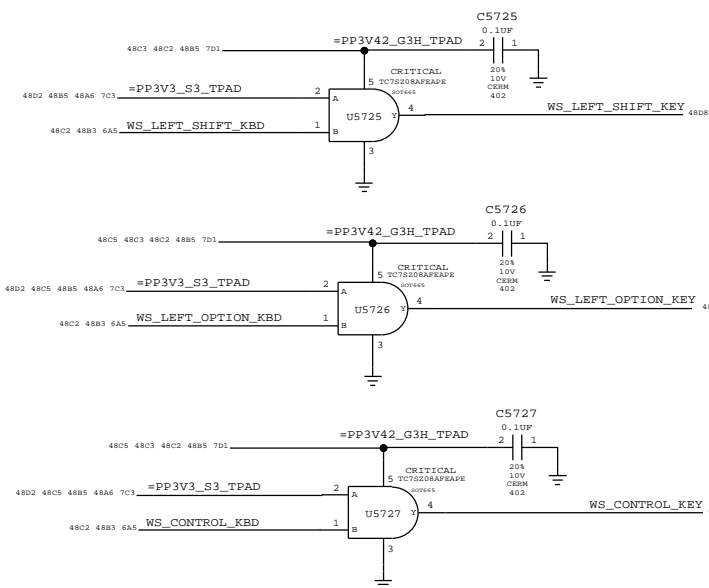 C5725
0.1UF
=PP3V42_G3H_TPAD
2 1
48C3 48C2 48B5 7D1
20%
10V
CERM
402
CRITICAL
5 TC7SZ08AFEAPE
SOT665
48D2 48B5 48A6 7C3 =PP3V3_S3_TPAD 2
A
U5725 Y 4 WS_LEFT_SHIFT_KEY 48D8
48C2 48B3 6A5 WS_LEFT_SHIFT_KBD 1
B
3
C5726
0.1UF
=PP3V42_G3H_TPAD
2 1
48C5 48C3 48C2 48B5 7D1
20%
10V
CERM
402
CRITICAL
5 TC7SZ08AFEAPE
SOT665
48D2 48C5 48B5 48A6 7C3 =PP3V3_S3_TPAD 2
A
U5726 Y 4 WS_LEFT_OPTION_KEY
48C2 48B3 6A5 WS_LEFT_OPTION_KBD 1
B
3
C5727
0.1UF
=PP3V42_G3H_TPAD
2 1
48C5 48C3 48C2 48B5 7D1
20%
10V
CERM
402
CRITICAL
5 TC7SZ08AFEAPE
SOT665
48D2 48C5 48B5 48A6 7C3 =PP3V3_S3_TPAD 2
A
U5727 Y 4 WS_CONTROL_KEY
48C2 48B3 6A5 WS_CONTROL_KBD 1
B
3